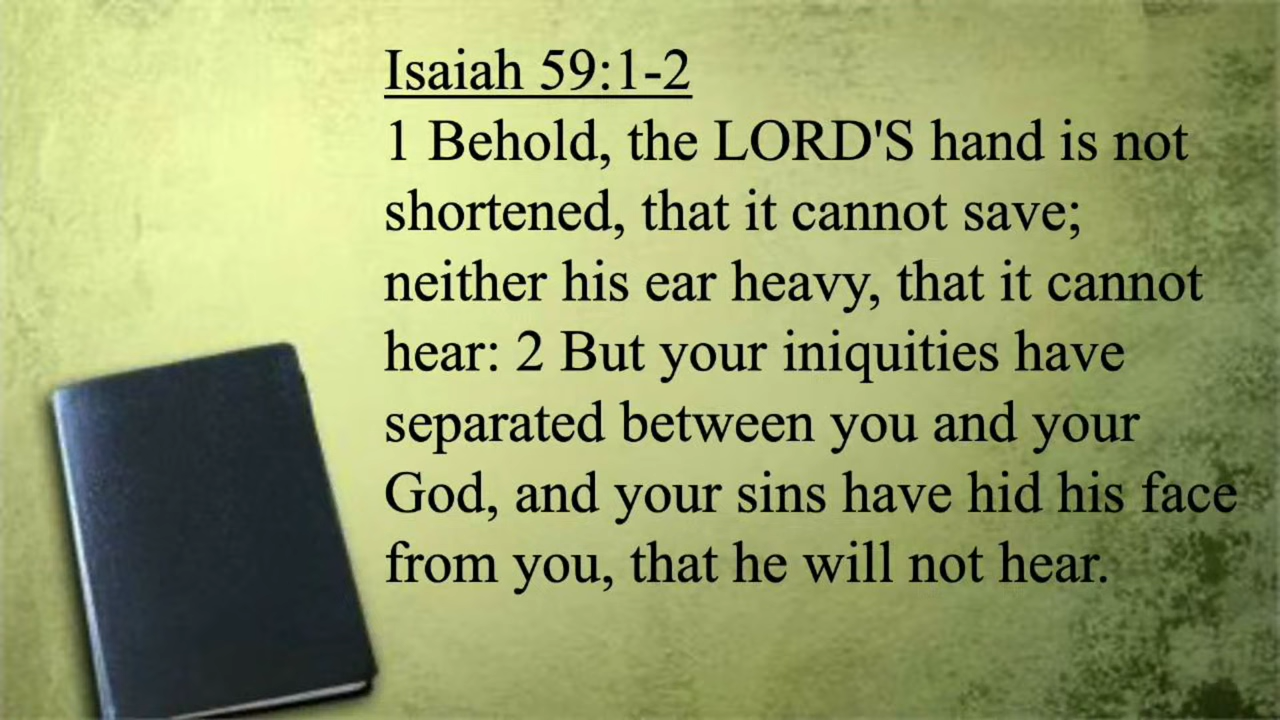 Isaiah 59:1-2
1 Behold, the LORD'S hand is not
shortened, that it cannot save;
neither his ear heavy, that it cannot
hear: 2 But your iniquities have
separated between you and your
God, and your sins have hid his face
from you, that he will not hear.